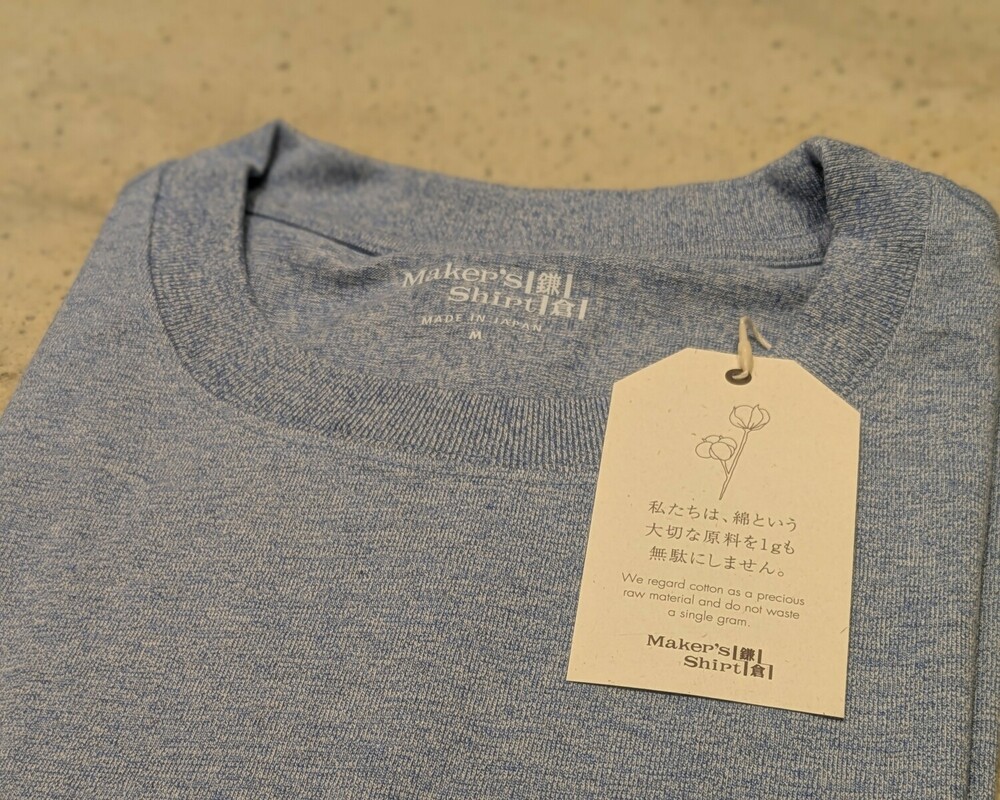 Maker's 鎌
Shirt 倉
MADE IN JAPAN
M
私たちは、綿という
大切な原料を1gも
無駄にしません。
We regard cotton as a precious
raw material and do not waste
a single gram.
Maker's 鎌
Shirt 倉